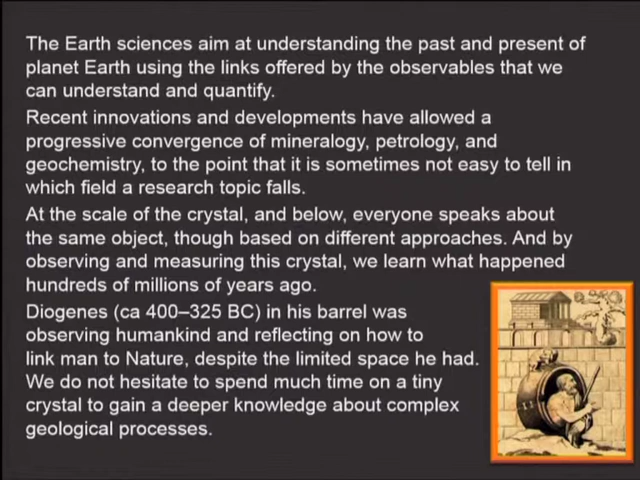 The Earth sciences aim at understanding the past and present of
planet Earth using the links offered by the observables that we
can understand and quantify.
Recent innovations and developments have allowed a
progressive convergence of mineralogy, petrology, and
geochemistry, to the point that it is sometimes not easy to tell in
which field a research topic falls.
At the scale of the crystal, and below, everyone speaks about
the same object, though based on different approaches. And by
observing and measuring this crystal, we learn what happened
hundreds of millions of years ago.
Diogenes (ca 400–325 BC) in his barrel was
observing humankind and reflecting on how to
link man to Nature, despite the limited space he had.
We do not hesitate to spend much time on a tiny
crystal to gain a deeper knowledge about complex
geological processes.